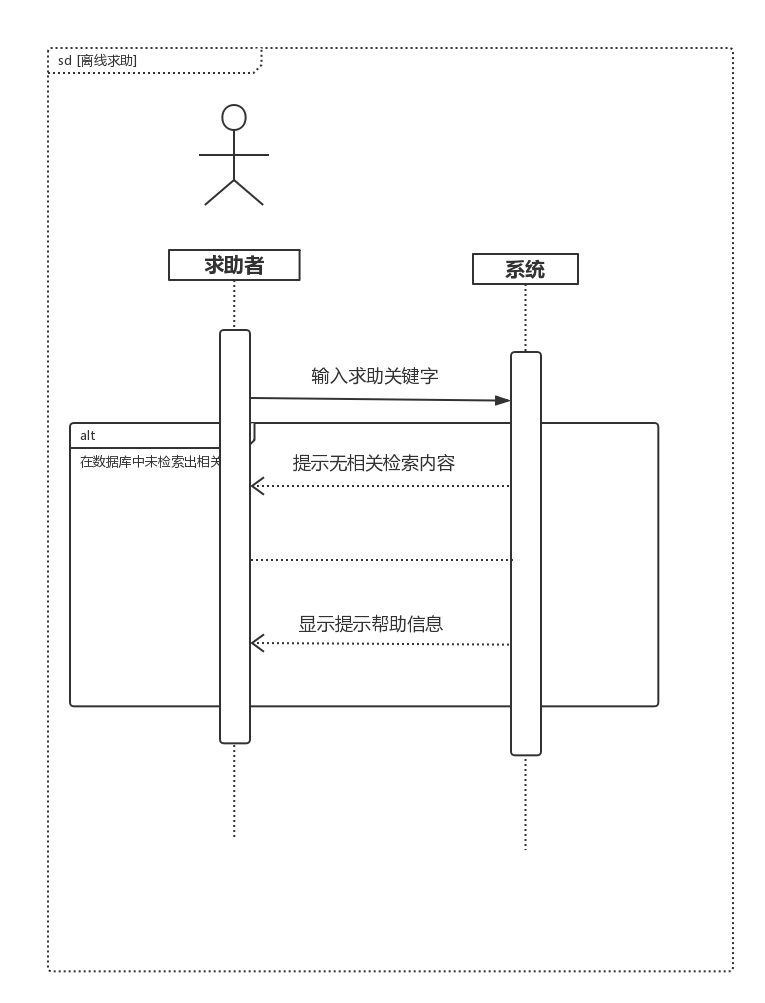 sd [离线求助]
求助者
系统
输入求助关键字
alt
在数据库中未检索出相关
提示无相关检索内容
显示提示帮助信息